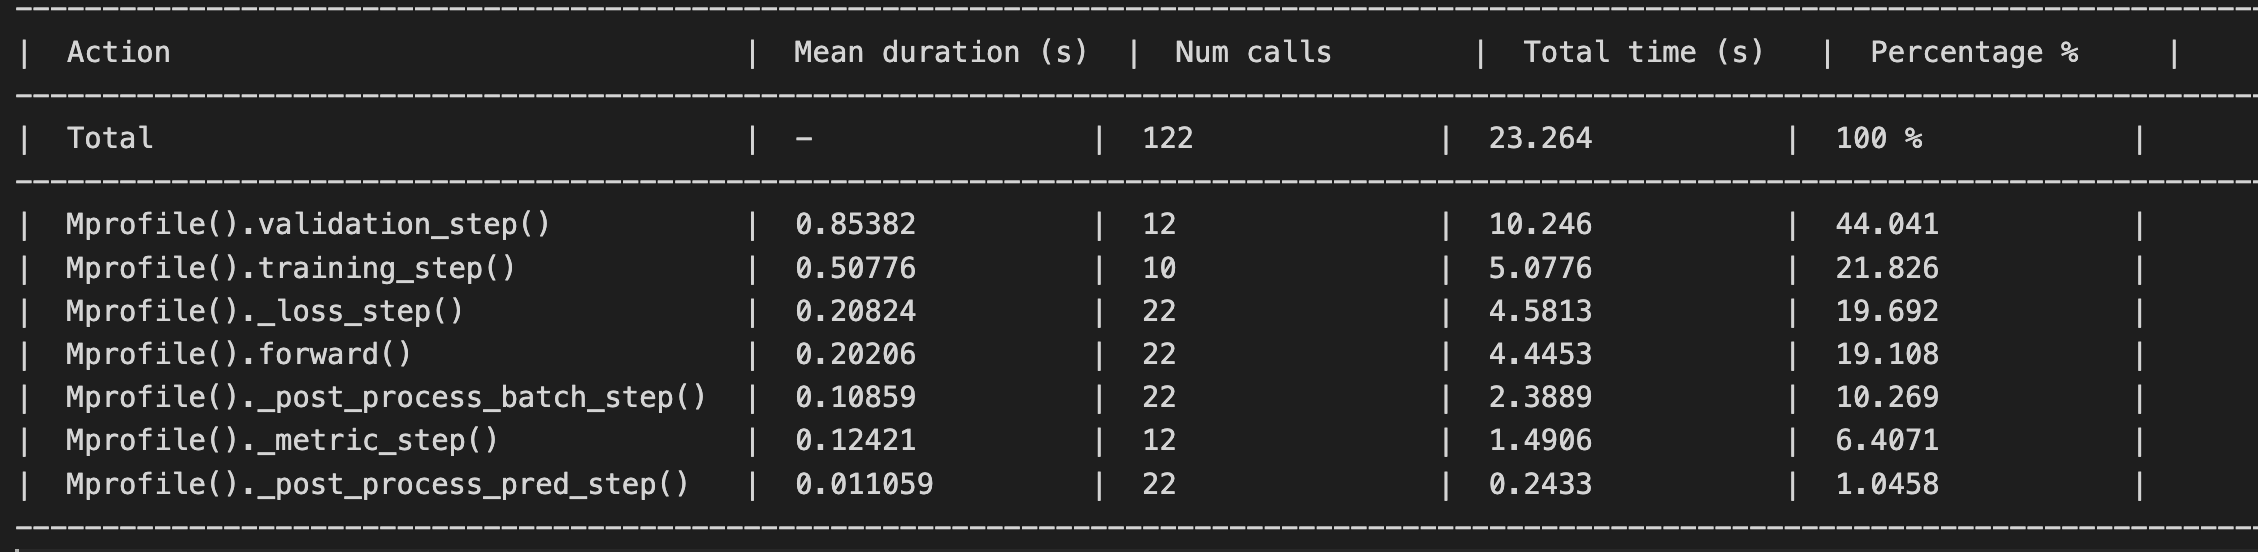 | Action | Mean duration (s) | Num calls | Total time (s) | Percentage % |
| Total | – | 122 | 23.264 | 100 % |
| Mprofile().validation_step() | 0.85382 | 12 | 10.246 | 44.041 |
| Mprofile().training_step() | 0.50776 | 10 | 5.0776 | 21.826 |
| Mprofile()._loss_step() | 0.20824 | 22 | 4.5813 | 19.692 |
| Mprofile().forward() | 0.20206 | 22 | 4.4453 | 19.108 |
| Mprofile()._post_process_batch_step() | 0.10859 | 22 | 2.3889 | 10.269 |
| Mprofile()._metric_step() | 0.12421 | 12 | 1.4906 | 6.4071 |
| Mprofile()._post_process_pred_step() | 0.011059 | 22 | 0.2433 | 1.0458 |